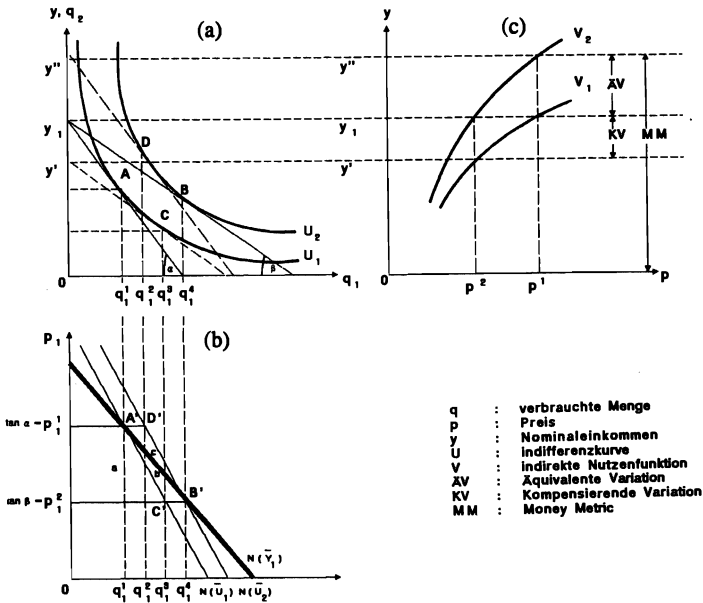 y, q₂
(a)
y''
y₁
y'
D
A
B
C
U₂
U₁
α
β
0
q₁¹ q₁² q₁³ q₁⁴
q₁
(c)
V₂
V₁
y''
y₁
y'
ÄV
KV
MM
0
p²
p¹
p
(b)
P₁
tan α – p₁¹
tan β – p₁²
A'
D'
B'
C'
a
b
c
0
q₁¹ q₁² q₁³ q₁⁴ N(Ū₁) N(Ū₂)
N(Ȳ₁)
q : verbrauchte Menge
p : Preis
y : Nominaleinkommen
U : indifferenzkurve
V : indirekte Nutzenfunktion
ÄV : Äquivalente Variation
KV : Kompensierende Variation
MM : Money Metric